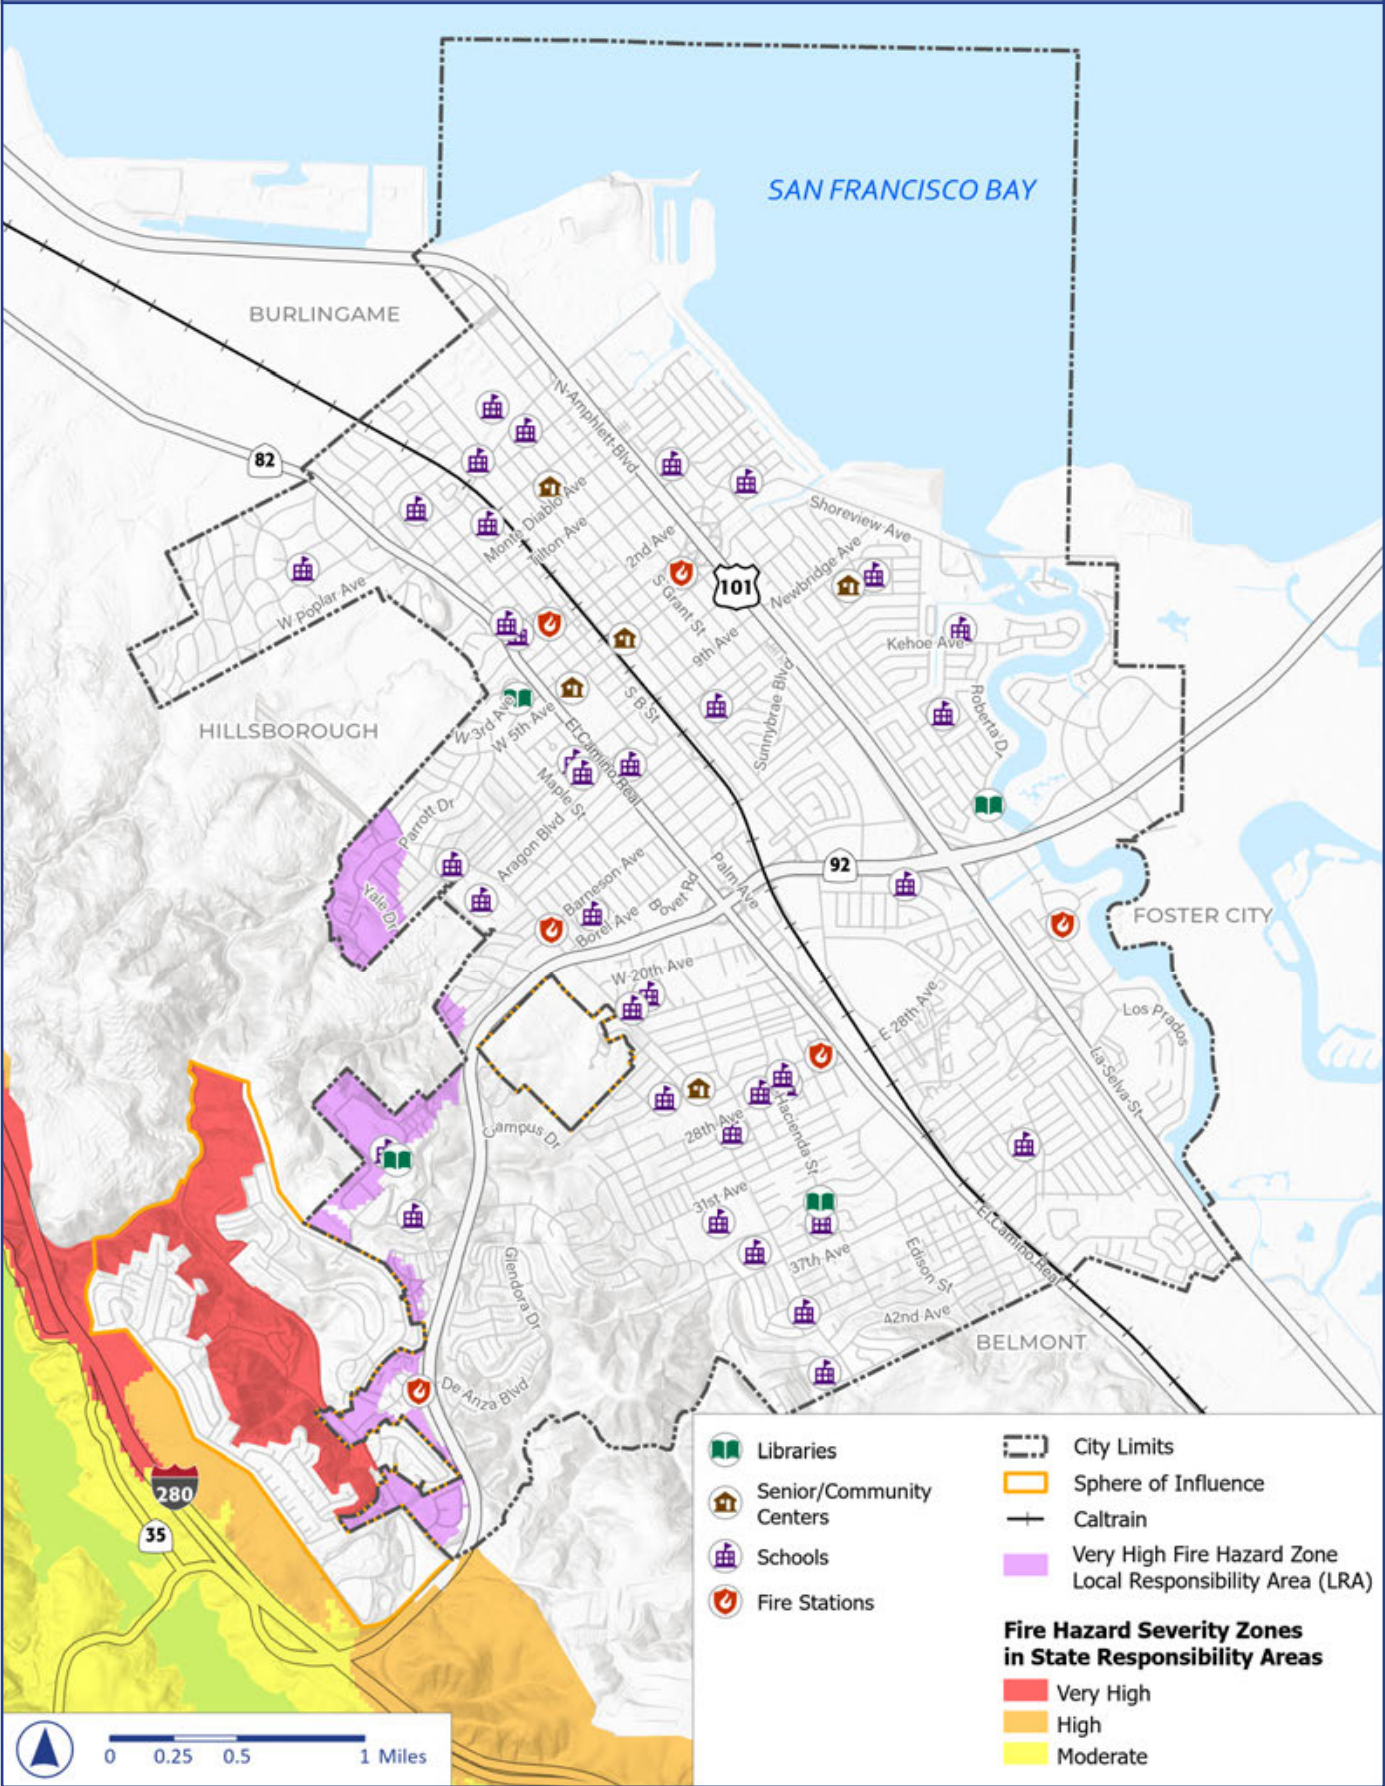 SAN FRANCISCO BAY
BURLINGAME
N Amphlett Blvd
82
Monte Diablo Ave
Tilton Ave
Shoreview Ave
2nd Ave
101
Newbridge Ave
W Poplar Ave
S Grant St
9th Ave
Kehoe Ave
Sunnybrae Blvd
Roberta Dr
S B St
W 3rd Ave
W 5th Ave
El Camino Real
HILLSBOROUGH
Maple St
Parrott Dr
Aragon Blvd
Barneson Ave
Bovet Rd
Palm Ave
92
Yale Dr
Borel Ave
FOSTER CITY
W 20th Ave
E 28th Ave
Los Prados
La Selva St
Campus Dr
Hacienda St
28th Ave
31st Ave
El Camino Real
Glendora Dr
37th Ave
Edison St
42nd Ave
BELMONT
De Anza Blvd
280
35
Libraries
Senior/Community
Centers
Schools
Fire Stations
City Limits
Sphere of Influence
Caltrain
Very High Fire Hazard Zone
Local Responsibility Area (LRA)
Fire Hazard Severity Zones
in State Responsibility Areas
Very High
High
Moderate
0 0.25 0.5 1 Miles